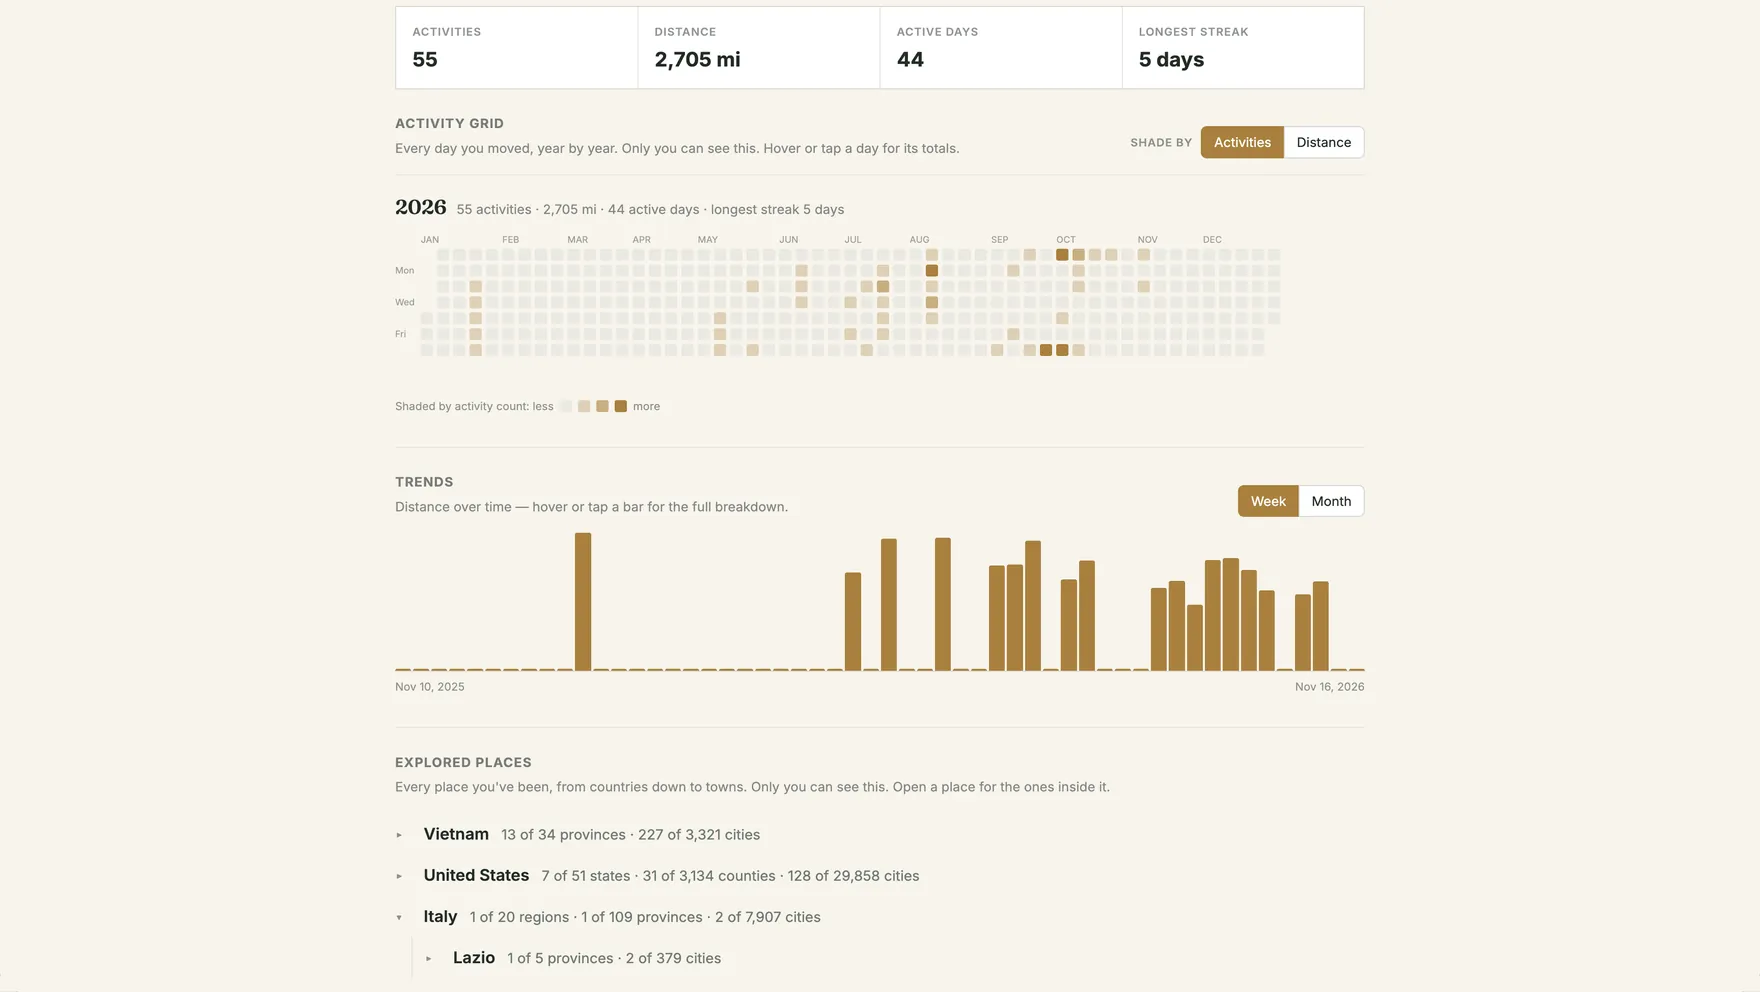 ACTIVITIES
55
DISTANCE
2,705 mi
ACTIVE DAYS
44
LONGEST STREAK
5 days
ACTIVITY GRID
Every day you moved, year by year. Only you can see this. Hover or tap a day for its totals.
SHADE BY Activities Distance
2026 55 activities · 2,705 mi · 44 active days · longest streak 5 days
JAN FEB MAR APR MAY JUN JUL AUG SEP OCT NOV DEC
Mon
Wed
Fri
Shaded by activity count: less more
TRENDS
Distance over time — hover or tap a bar for the full breakdown.
Week Month
Nov 10, 2025 Nov 16, 2026
EXPLORED PLACES
Every place you've been, from countries down to towns. Only you can see this. Open a place for the ones inside it.
Vietnam 13 of 34 provinces · 227 of 3,321 cities
United States 7 of 51 states · 31 of 3,134 counties · 128 of 29,858 cities
Italy 1 of 20 regions · 1 of 109 provinces · 2 of 7,907 cities
Lazio 1 of 5 provinces · 2 of 379 cities